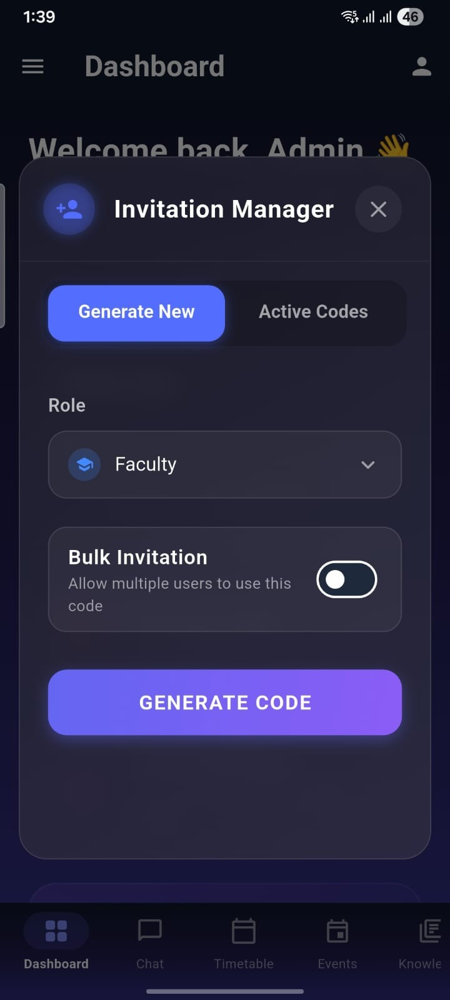 1:39
46
Dashboard
Welcome back, Admin 👋
Invitation Manager
Generate New
Active Codes
Role
Faculty
Bulk Invitation
Allow multiple users to use this
code
GENERATE CODE
Dashboard
Chat
Timetable
Events
Knowle